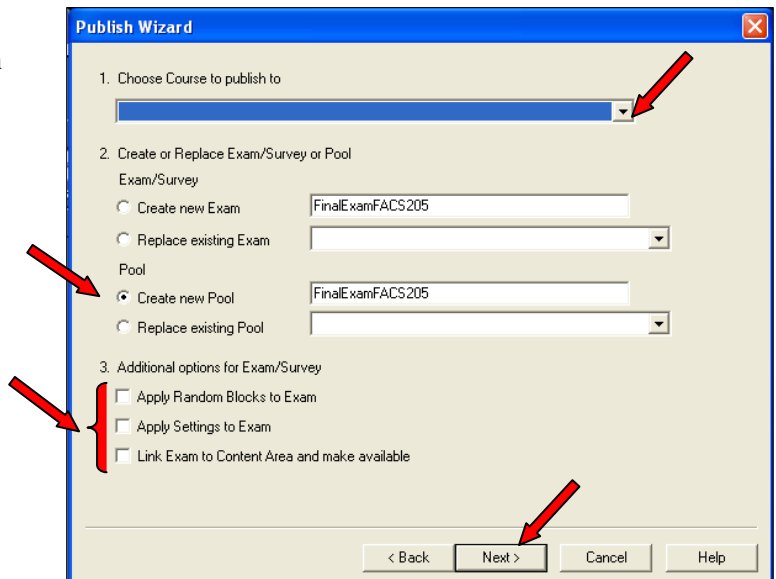 Publish Wizard
1. Choose Course to publish to
2. Create or Replace Exam/Survey or Pool
Exam/Survey
Create new Exam FinalExamFACS205
Replace existing Exam
Pool
Create new Pool FinalExamFACS205
Replace existing Pool
3. Additional options for Exam/Survey
Apply Random Blocks to Exam
Apply Settings to Exam
Link Exam to Content Area and make available
< Back Next > Cancel Help